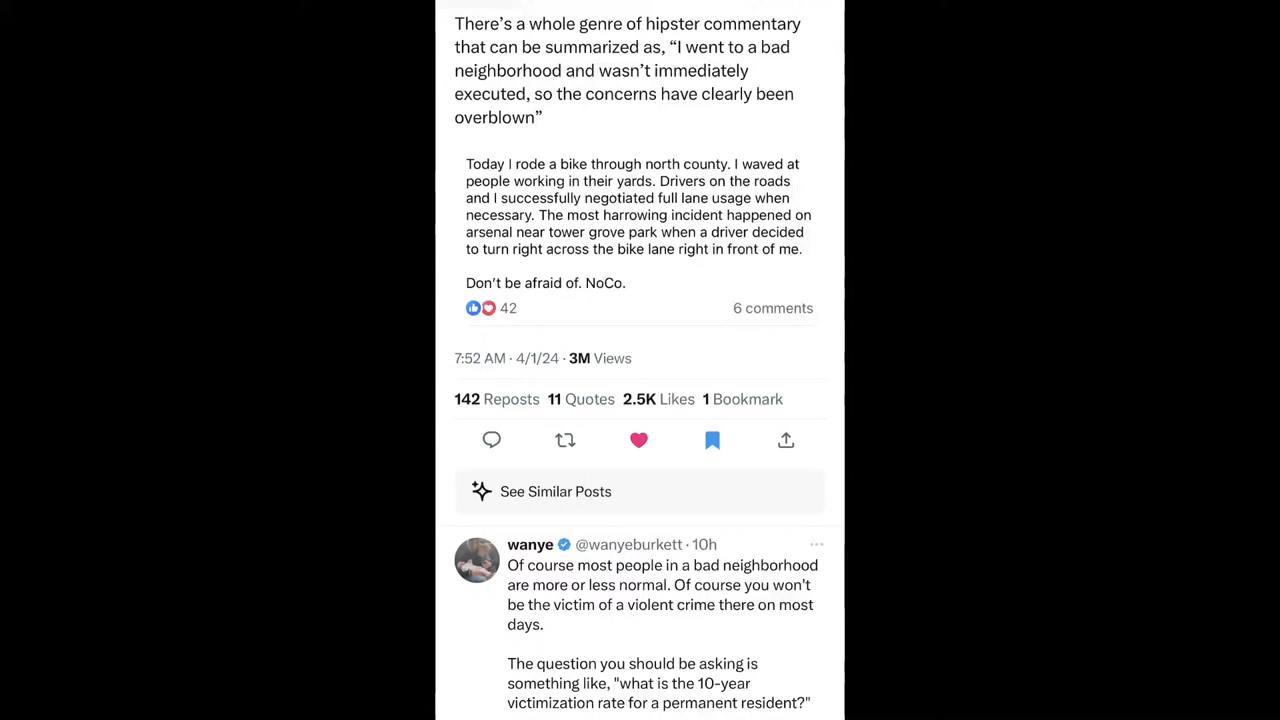 There’s a whole genre of hipster commentary
that can be summarized as, “I went to a bad
neighborhood and wasn’t immediately
executed, so the concerns have clearly been
overblown”
Today I rode a bike through north county. I waved at
people working in their yards. Drivers on the roads
and I successfully negotiated full lane usage when
necessary. The most harrowing incident happened on
arsenal near tower grove park when a driver decided
to turn right across the bike lane right in front of me.
Don't be afraid of. NoCo.
42 6 comments
7:52 AM · 4/1/24 · 3M Views
142 Reposts 11 Quotes 2.5K Likes 1 Bookmark
See Similar Posts
wanye @wanyeburkett · 10h
Of course most people in a bad neighborhood
are more or less normal. Of course you won't
be the victim of a violent crime there on most
days.
The question you should be asking is
something like, "what is the 10-year
victimization rate for a permanent resident?"